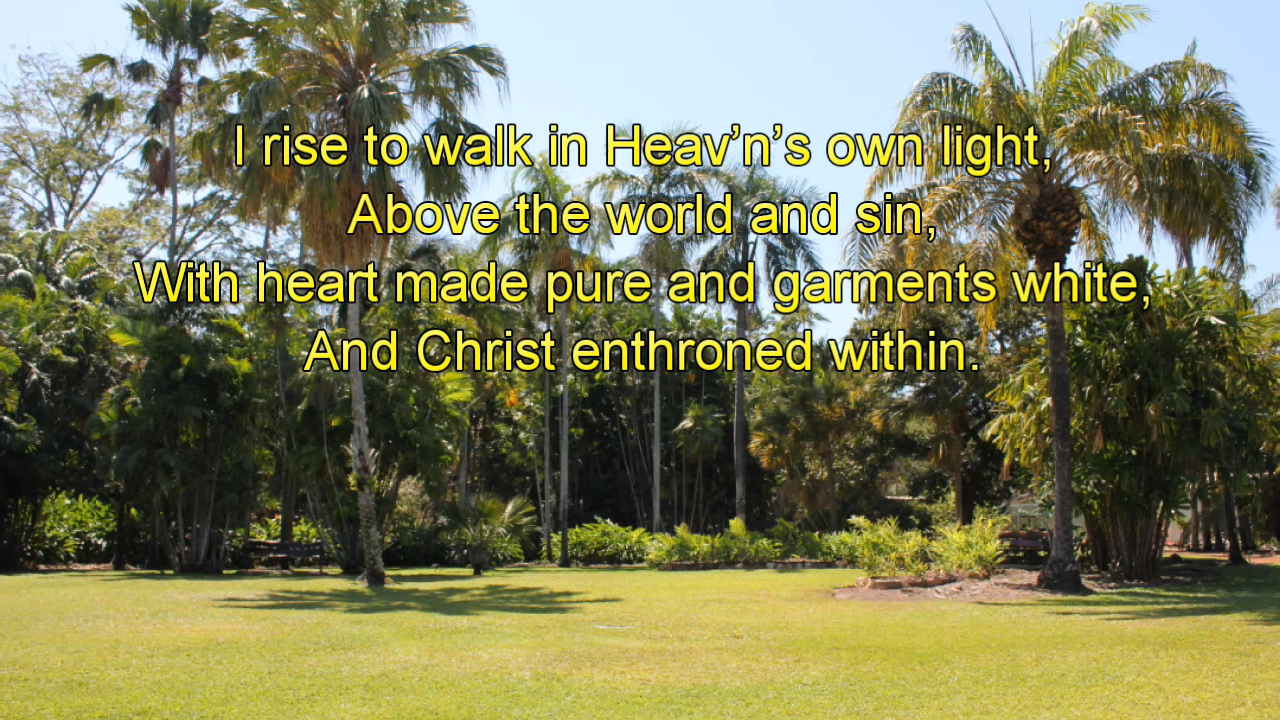 I rise to walk in Heav’n’s own light,
Above the world and sin,
With heart made pure and garments white,
And Christ enthroned within.